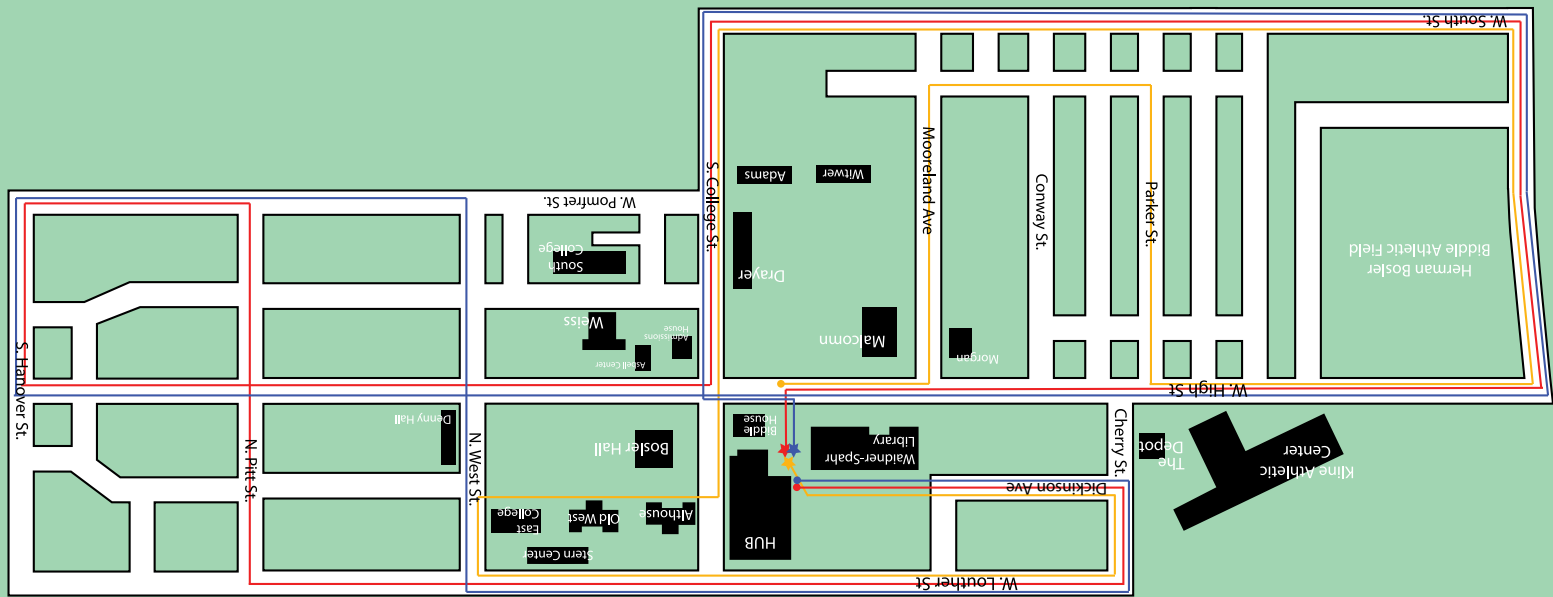 W. South St.
Mooreland Ave
S. College St.
Adams
Witwer
Conway St.
Parker St.
W. Pomfret St.
South
College
Drayer
Herman Bosler
Biddle Athletic Field
Weiss
Admissions
House
Asbell Center
Malcomn
Morgan
S. Hanover St.
W. High St
Denny Hall
Biddle
House
Cherry St.
N. Pitt St.
N. West St.
Bosler Hall
Waidner-Spahr
Library
The
Depot
Kline Athletic
Center
Dickinson Ave
East
College
Old West
Althouse
HUB
Stern Center
W. Louther St